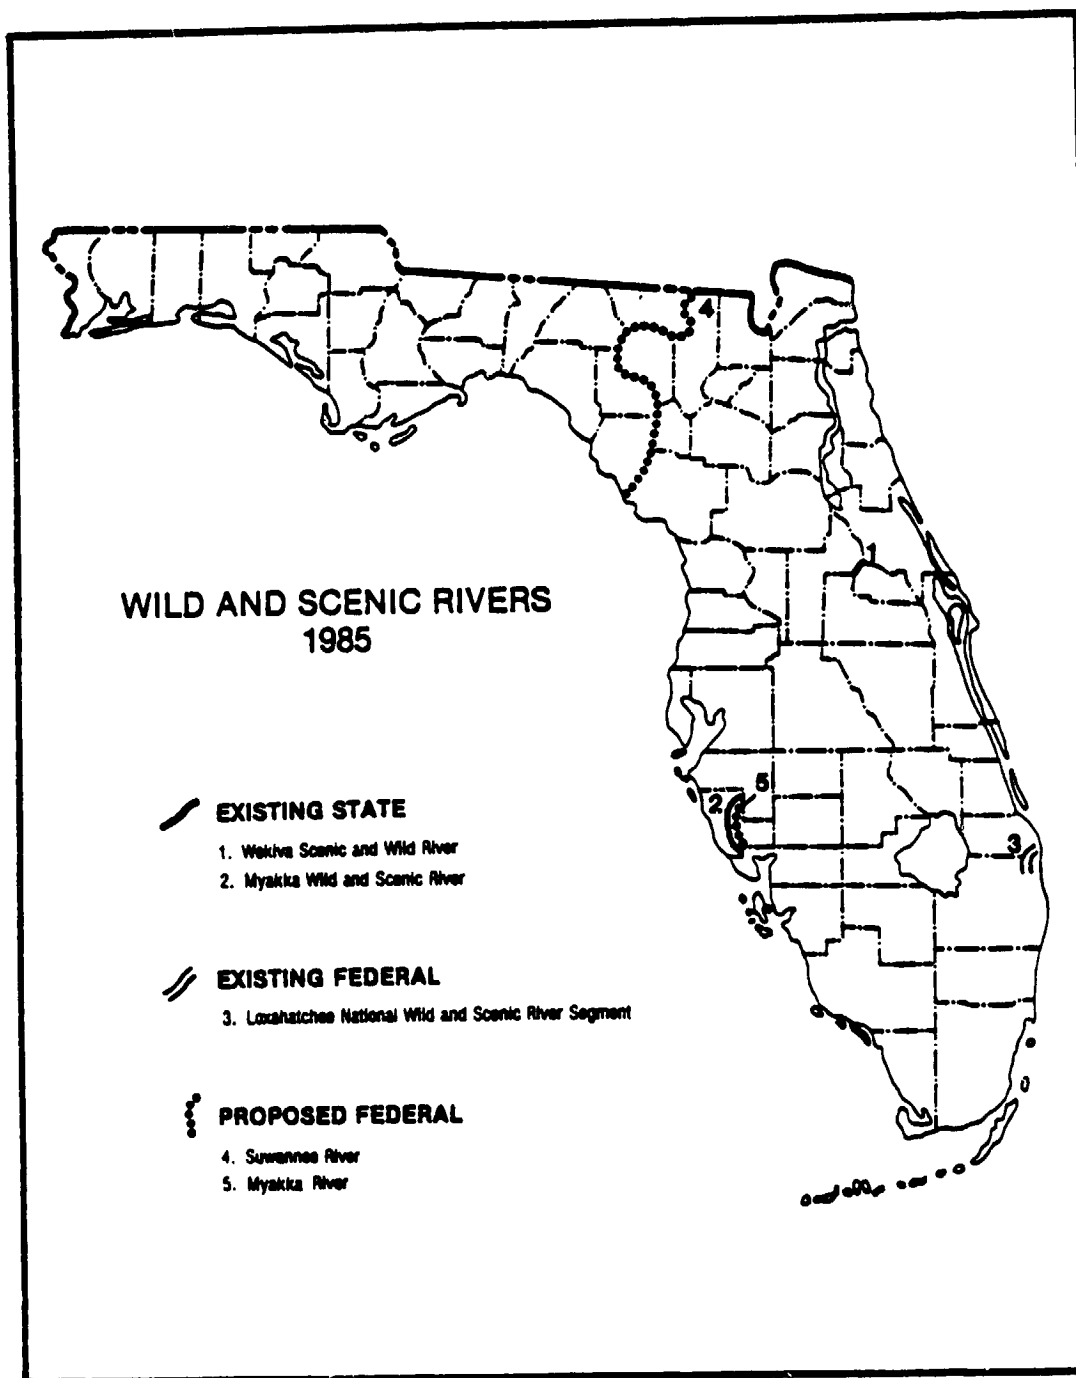 WILD AND SCENIC RIVERS
1985
EXISTING STATE
1. Wekiva Scenic and Wild River
2. Myakka Wild and Scenic River
EXISTING FEDERAL
3. Loxahatchee National Wild and Scenic River Segment
PROPOSED FEDERAL
4. Suwannee River
5. Myakka River
4
1
5
2
3